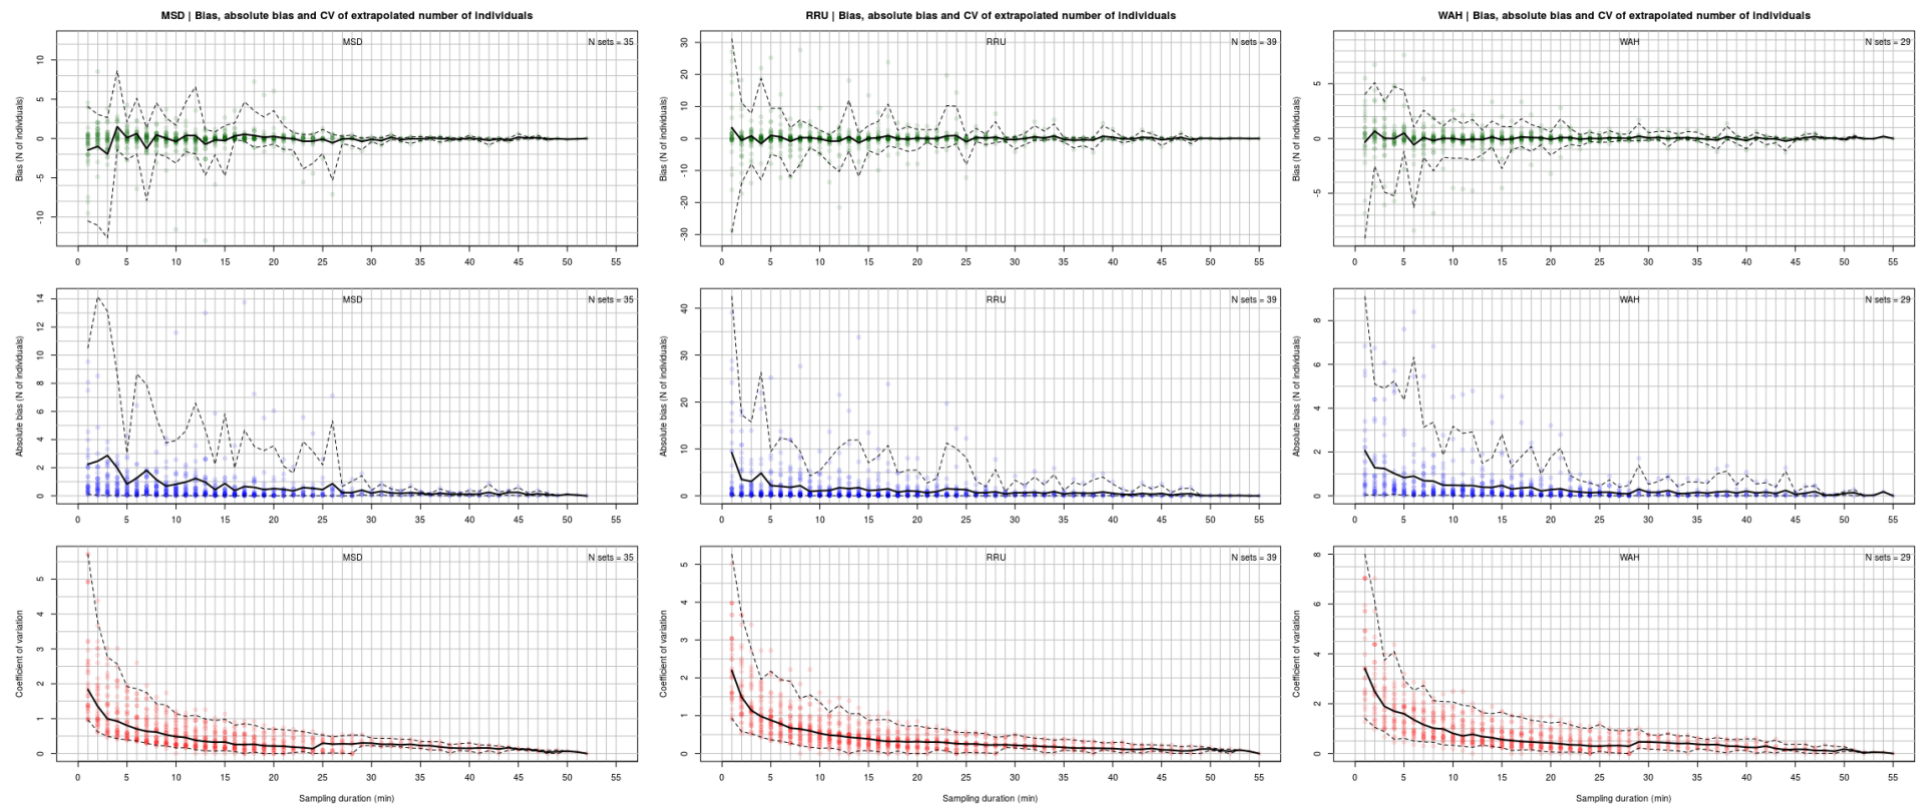 MSD | Bias, absolute bias and CV of extrapolated number of individuals
RRU | Bias, absolute bias and CV of extrapolated number of individuals
WAH | Bias, absolute bias and CV of extrapolated number of individuals
MSD
N sets = 35
Bias (N of individuals)
10
5
0
-5
-10
0 5 10 15 20 25 30 35 40 45 50 55
RRU
N sets = 39
Bias (N of individuals)
30
20
10
0
-10
-20
-30
0 5 10 15 20 25 30 35 40 45 50 55
WAH
N sets = 29
Bias (N of individuals)
5
0
-5
0 5 10 15 20 25 30 35 40 45 50 55
MSD
N sets = 35
Absolute bias (N of individuals)
14
12
10
8
6
4
2
0
0 5 10 15 20 25 30 35 40 45 50 55
RRU
N sets = 39
Absolute bias (N of individuals)
40
30
20
10
0
0 5 10 15 20 25 30 35 40 45 50 55
WAH
N sets = 29
Absolute bias (N of individuals)
8
6
4
2
0
0 5 10 15 20 25 30 35 40 45 50 55
MSD
N sets = 35
Coefficient of variation
5
4
3
2
1
0
0 5 10 15 20 25 30 35 40 45 50 55
Sampling duration (min)
RRU
N sets = 39
Coefficient of variation
5
4
3
2
1
0
0 5 10 15 20 25 30 35 40 45 50 55
Sampling duration (min)
WAH
N sets = 29
Coefficient of variation
8
6
4
2
0
0 5 10 15 20 25 30 35 40 45 50 55
Sampling duration (min)